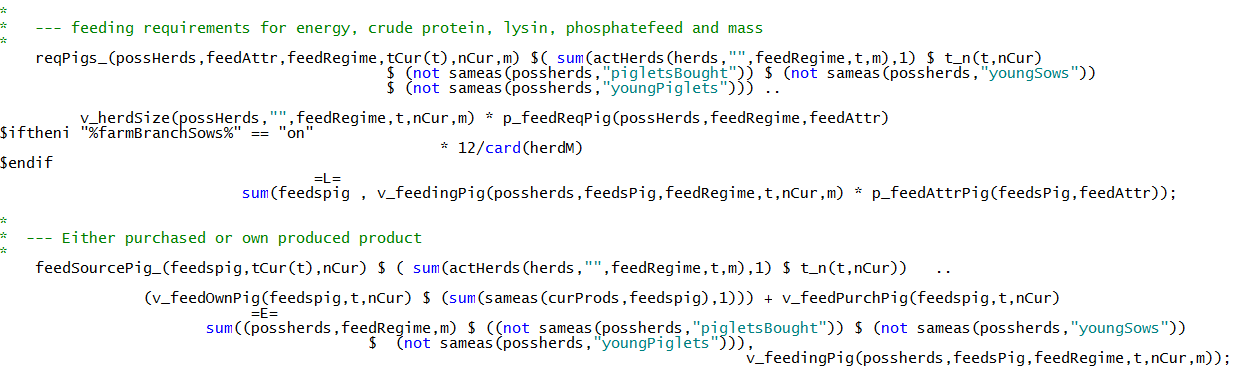 *
*   --- feeding requirements for energy, crude protein, lysin, phosphatefeed and mass
*
    reqPigs_(possHerds,feedAttr,feedRegime,tCur(t),nCur,m) $( sum(actHerds(herds,"",feedRegime,t,m),1) $ t_n(t,nCur)
                                            $ (not sameas(possherds,"pigletsBought")) $ (not sameas(possherds,"youngSows"))
                                            $ (not sameas(possherds,"youngPiglets"))) ..
         v_herdSize(possHerds,"",feedRegime,t,nCur,m) * p_feedReqPig(possHerds,feedRegime,feedAttr)
$iftheni "%farmBranchSows%" == "on"
                                                  * 12/card(herdM)
$endif
                                    =L=
                           sum(feedspig , v_feedingPig(possherds,feedsPig,feedRegime,t,nCur,m) * p_feedAttrPig(feedsPig,feedAttr));
*
*  --- Either purchased or own produced product
*
    feedSourcePig_(feedspig,tCur(t),nCur) $ ( sum(actHerds(herds,"",feedRegime,t,m),1) $ t_n(t,nCur))   ..
                (v_feedOwnPig(feedspig,t,nCur) $ (sum(sameas(curProds,feedspig),1))) + v_feedPurchPig(feedspig,t,nCur)
                            =E=
                       sum((possherds,feedRegime,m) $ ((not sameas(possherds,"pigletsBought")) $ (not sameas(possherds,"youngSows"))
                                          $  (not sameas(possherds,"youngPiglets"))),
                                                                                     v_feedingPig(possherds,feedsPig,feedRegime,t,nCur,m));